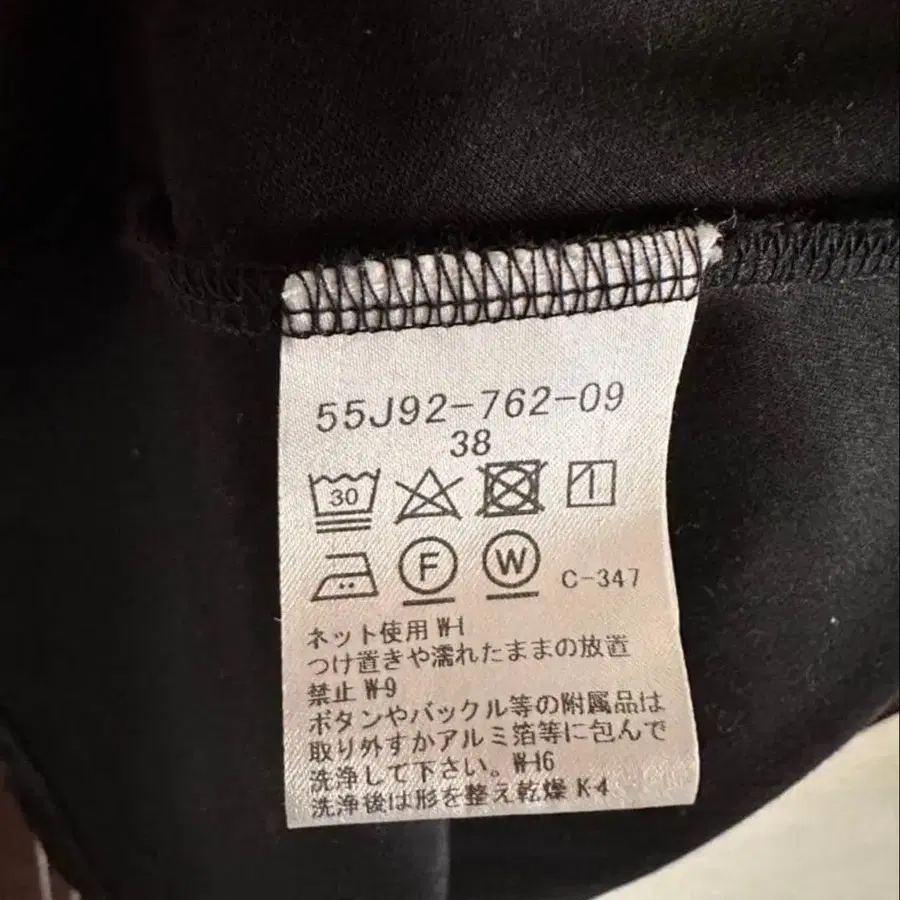 55J92-762-09
38
30
F W C-347
ネット使用 W-1
つけ置きや濡れたままの放置
禁止 W-9
ボタンやバックル等の附属品は
取り外すかアルミ箔等に包んで
洗浄して下さい。W-16
洗浄後は形を整え乾燥 K-4